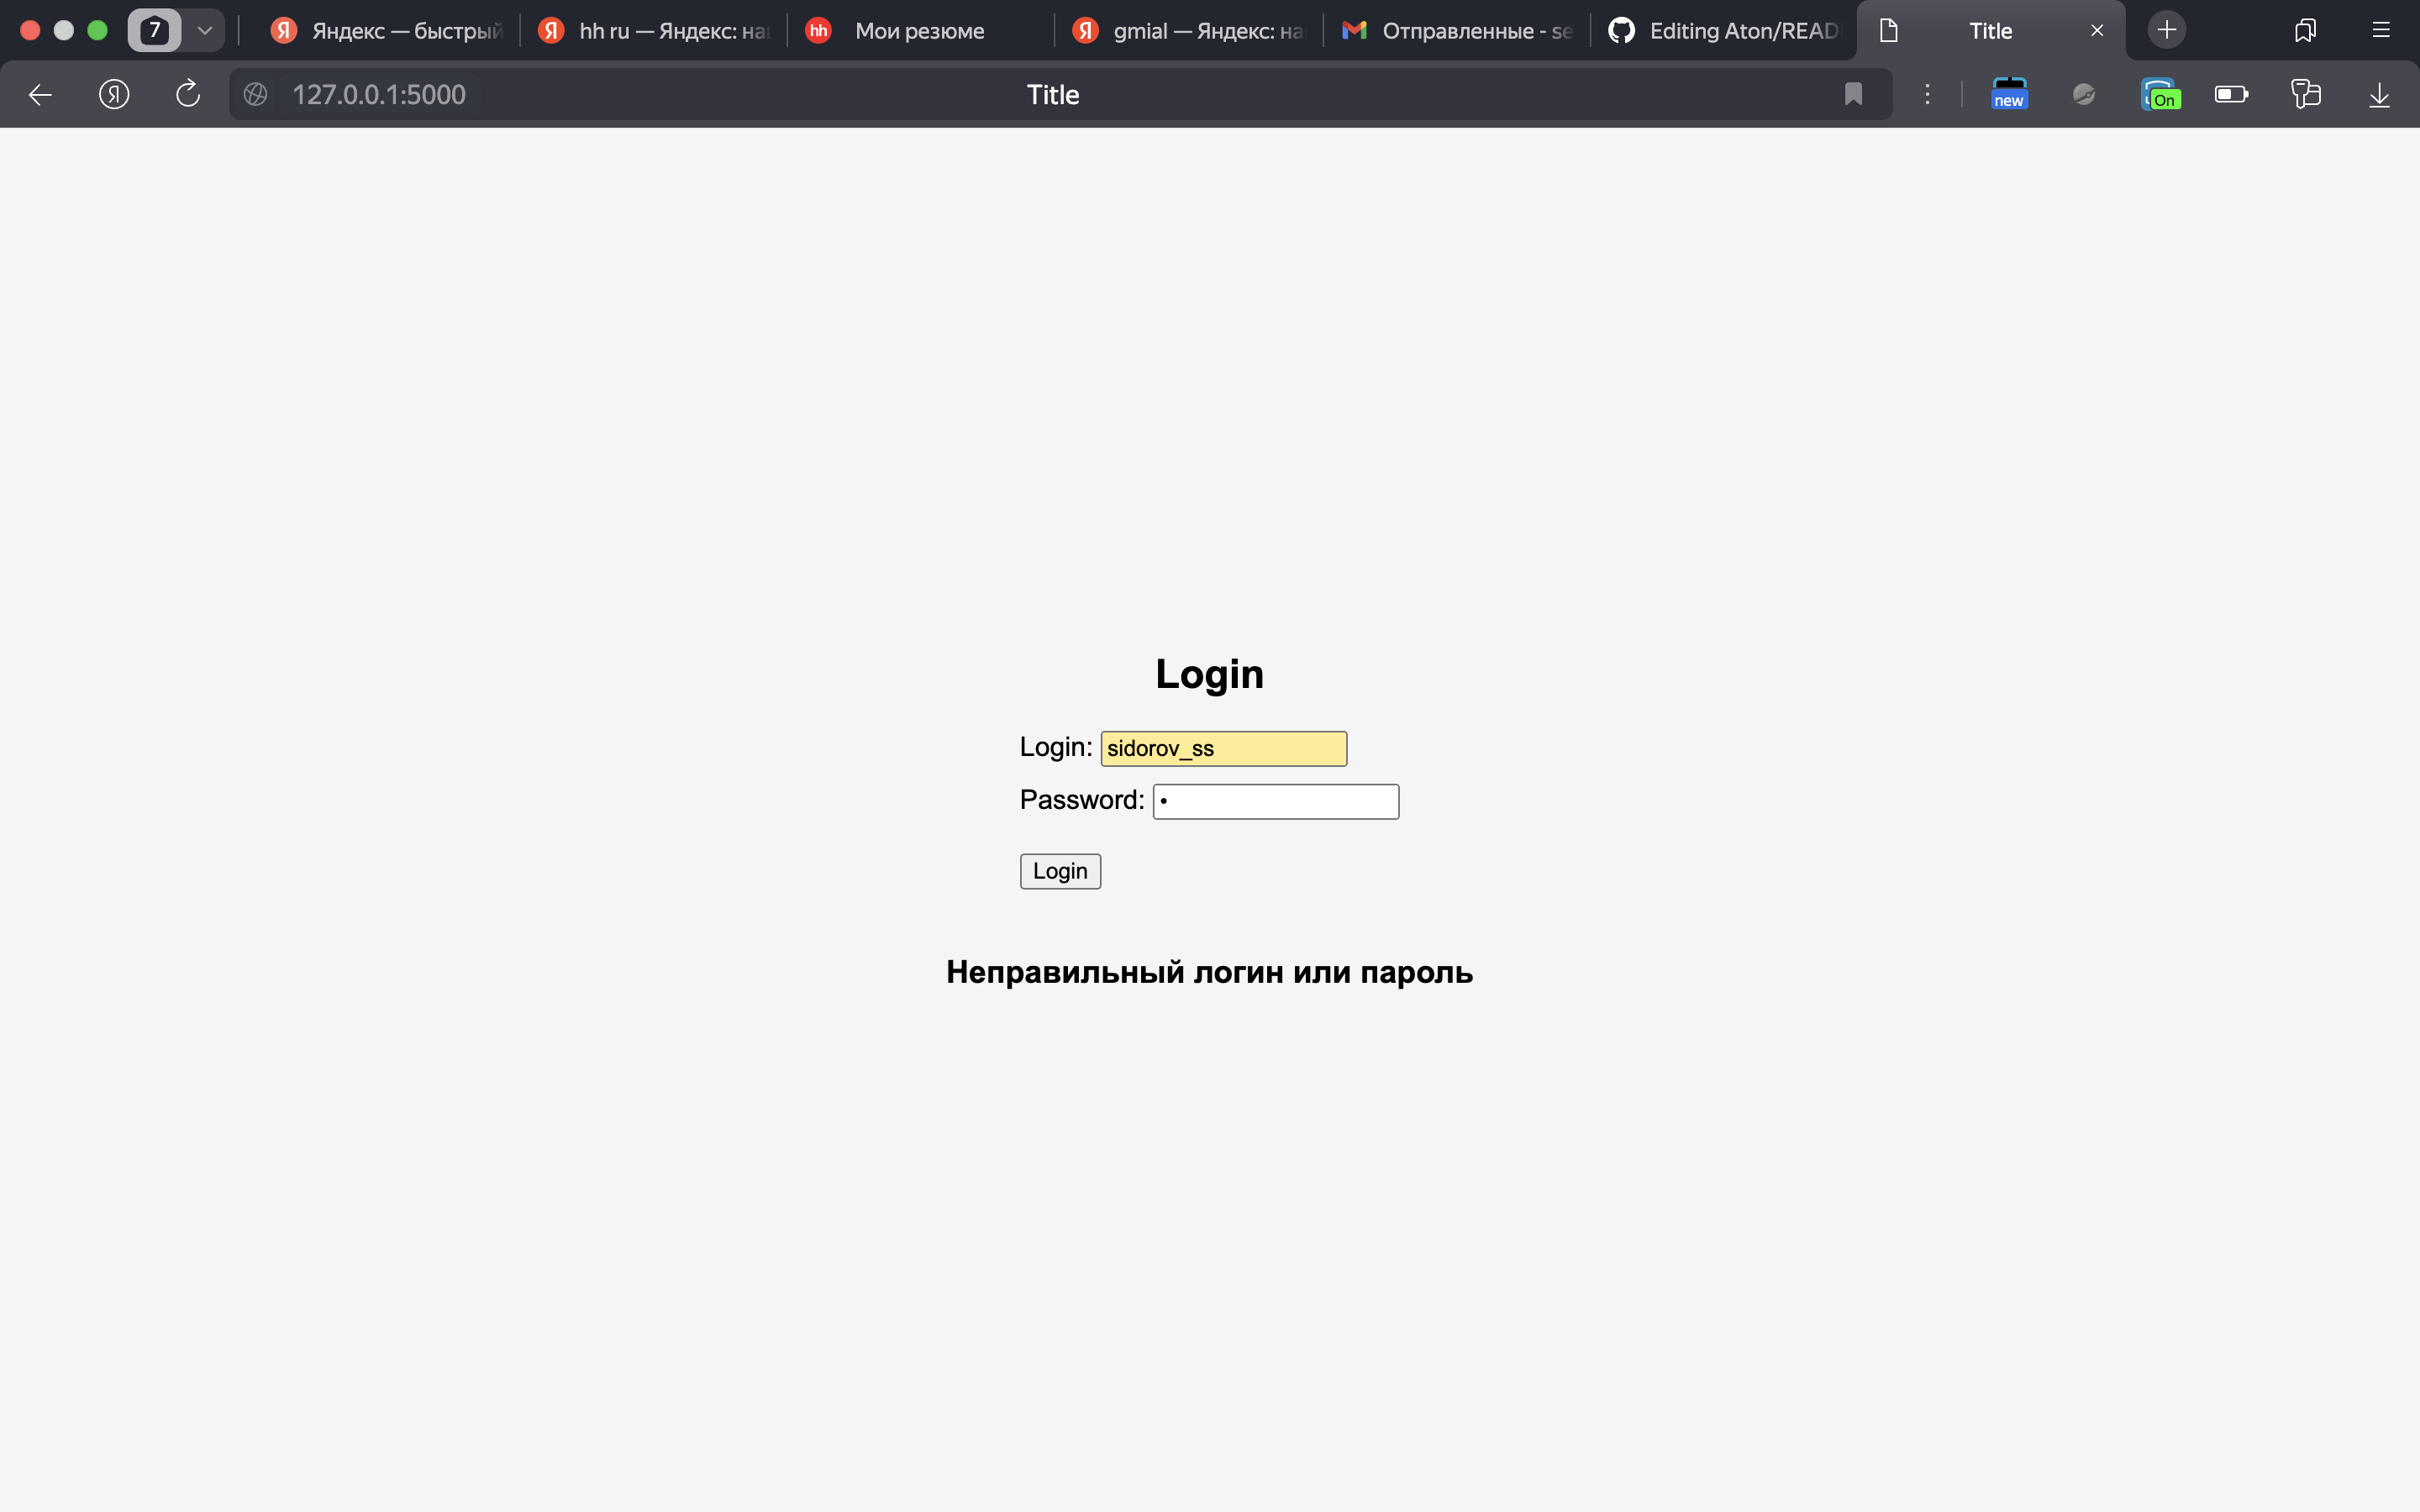 7
Яндекс — быстрый
hh ru — Яндекс: на
hh
Мои резюме
gmial — Яндекс: на
Отправленные - se
Editing Aton/READ
Title
127.0.0.1:5000
Title
new
On
Login
Login: sidorov_ss
Password: •
Login
Неправильный логин или пароль